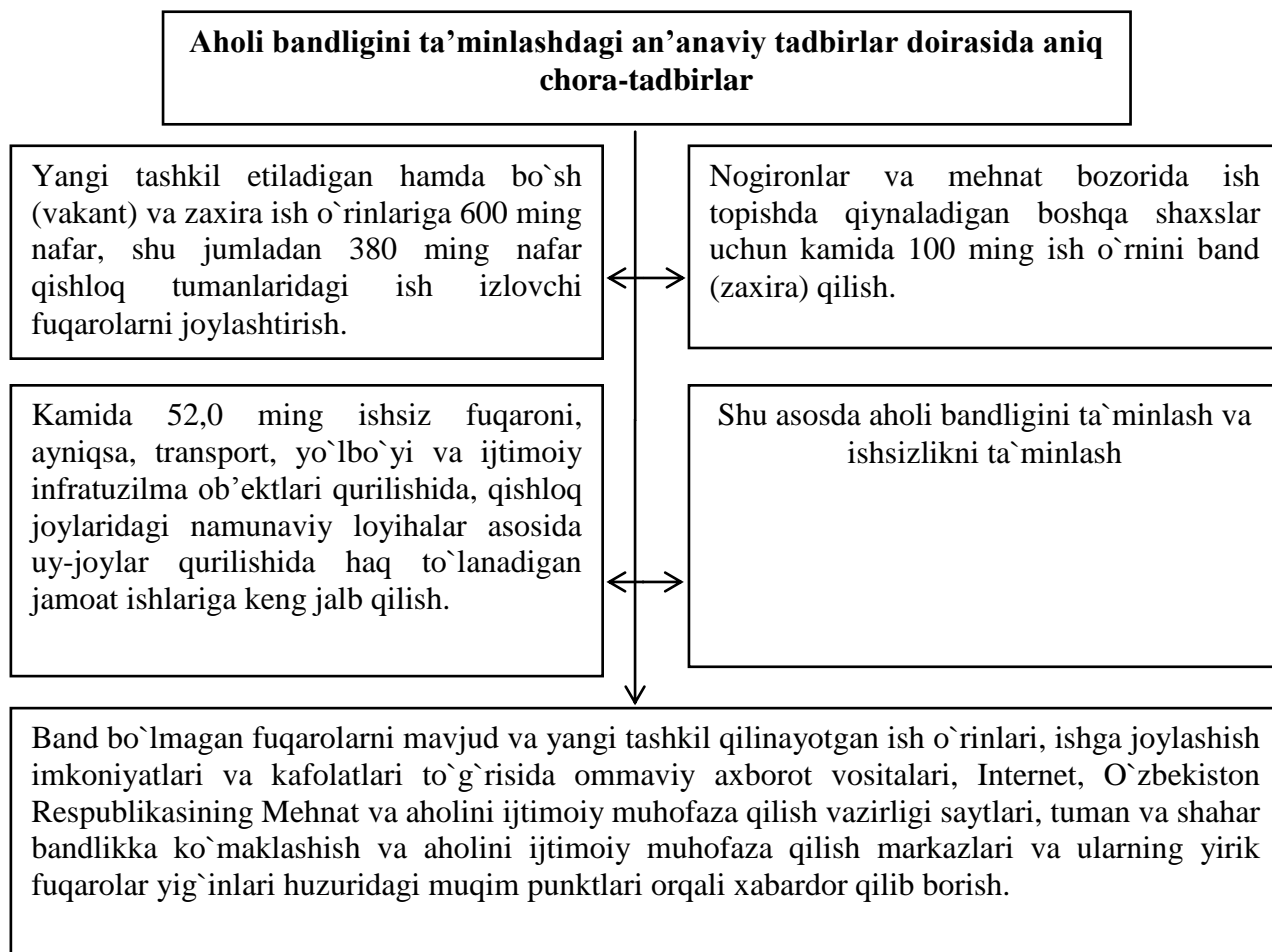 Aholi bandligini ta’minlashdagi an’anaviy tadbirlar doirasida aniq
chora-tadbirlar
Yangi tashkil etiladigan hamda bo`sh
(vakant) va zaxira ish o`rinlariga 600 ming
nafar, shu jumladan 380 ming nafar
qishloq tumanlaridagi ish izlovchi
fuqarolarni joylashtirish.
Nogironlar va mehnat bozorida ish
topishda qiynaladigan boshqa shaxslar
uchun kamida 100 ming ish o`rnini band
(zaxira) qilish.
Kamida 52,0 ming ishsiz fuqaroni,
ayniqsa, transport, yo`lbo`yi va ijtimoiy
infratuzilma ob’ektlari qurilishida, qishloq
joylaridagi namunaviy loyihalar asosida
uy-joylar qurilishida haq to`lanadigan
jamoat ishlariga keng jalb qilish.
Shu asosda aholi bandligini ta`minlash va
ishsizlikni ta`minlash
Band bo`lmagan fuqarolarni mavjud va yangi tashkil qilinayotgan ish o`rinlari, ishga joylashish
imkoniyatlari va kafolatlari to`g`risida ommaviy axborot vositalari, Internet, O`zbekiston
Respublikasining Mehnat va aholini ijtimoiy muhofaza qilish vazirligi saytlari, tuman va shahar
bandlikka ko`maklashish va aholini ijtimoiy muhofaza qilish markazlari va ularning yirik
fuqarolar yig`inlari huzuridagi muqim punktlari orqali xabardor qilib borish.